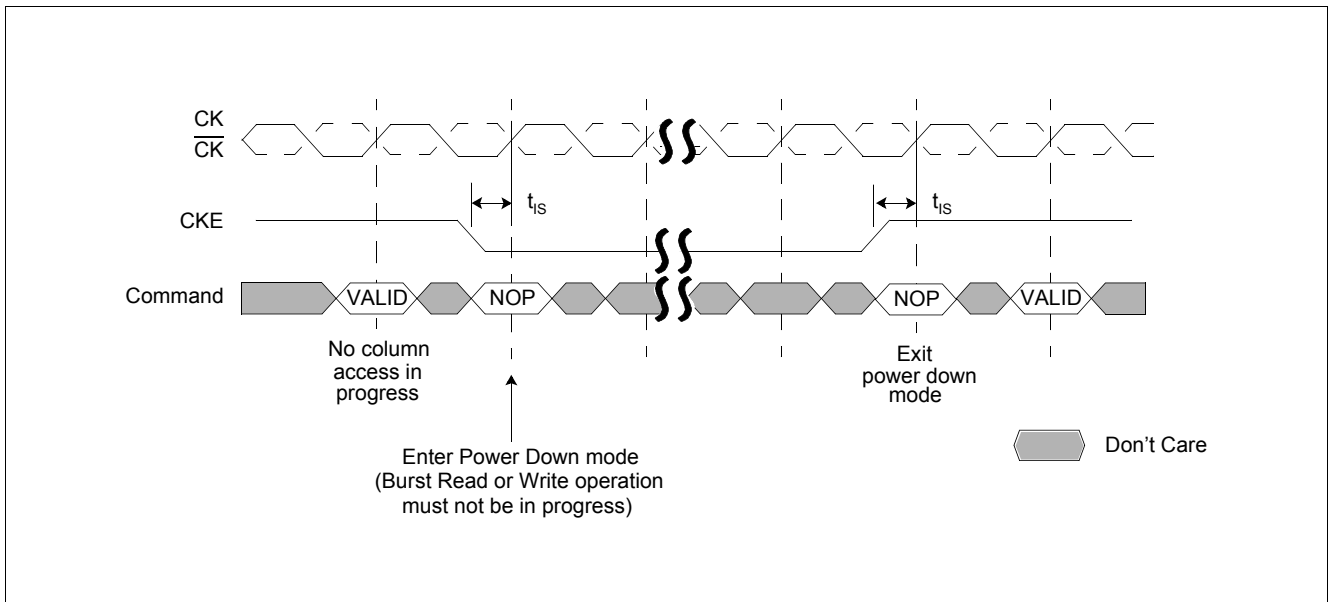 CK
CK
t_IS
t_IS
CKE
Command
VALID
NOP
NOP
VALID
No column
access in
progress
Exit
power down
mode
Enter Power Down mode
(Burst Read or Write operation
must not be in progress)
Don't Care